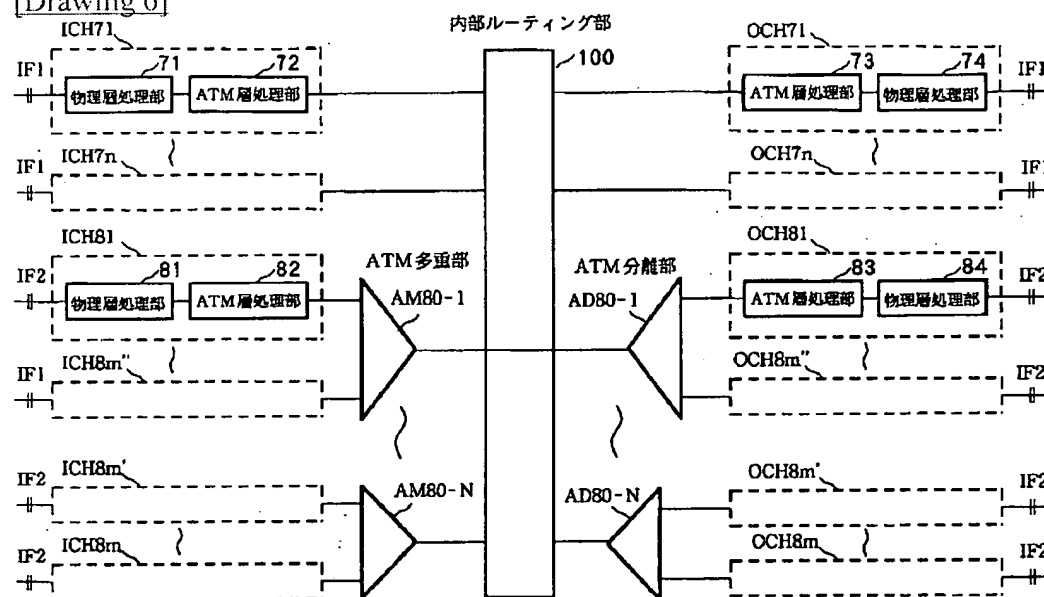 [Drawing 6]
内部ルーティング部
100
ICH71
IF1
71
物理層処理部
72
ATM層処理部
OCH71
73
ATM層処理部
74
物理層処理部
IF1
ICH7n
IF1
OCH7n
IF1
ICH81
IF2
81
物理層処理部
82
ATM層処理部
ATM多重部
AM80-1
ATM分離部
AD80-1
OCH81
83
ATM層処理部
84
物理層処理部
IF2
ICH8m"
IF1
OCH8m"
IF2
ICH8m'
IF2
AM80-N
AD80-N
OCH8m'
IF2
ICH8m
IF2
OCH8m
IF2